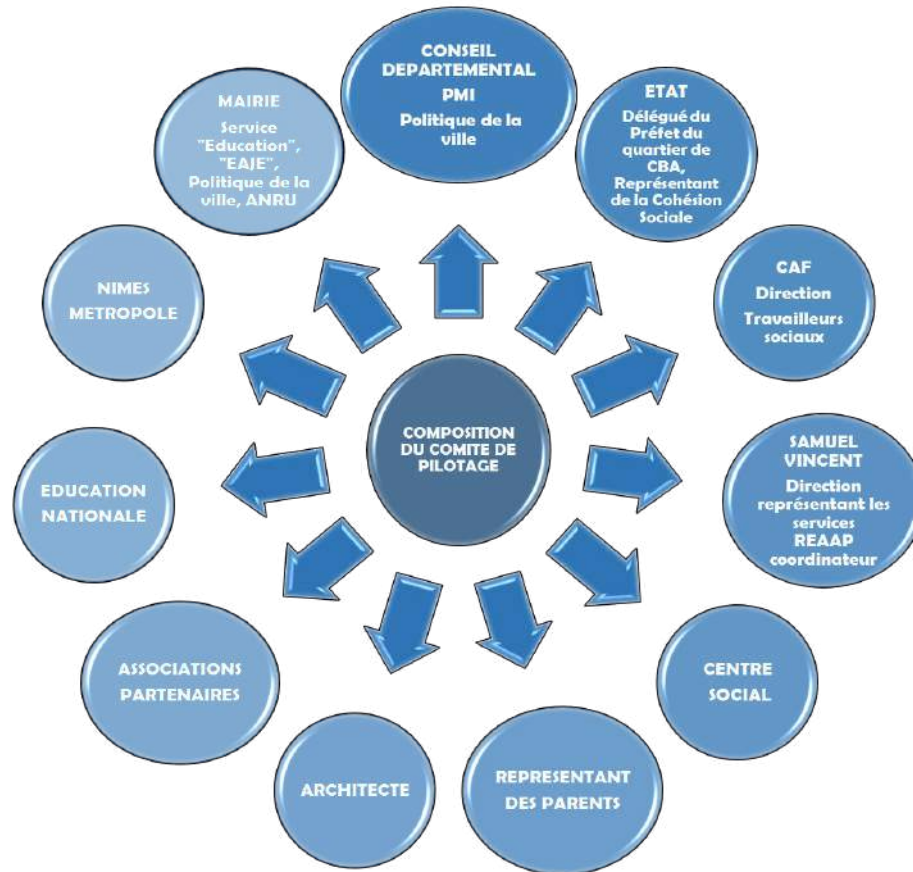 CONSEIL
DEPARTEMENTAL
PMI
Politique de la
ville
ETAT
Délégué du
Préfet du
quartier de
CBA,
Représentant
de la Cohésion
Sociale
CAF
Direction
Travailleurs
sociaux
SAMUEL
VINCENT
Direction
représentant les
services
REAAP
coordinateur
CENTRE
SOCIAL
REPRESENTANT
DES PARENTS
ARCHITECTE
ASSOCIATIONS
PARTENAIRES
EDUCATION
NATIONALE
NIMES
METROPOLE
MAIRIE
Service
"Education",
"EAJE",
Politique de la
ville, ANRU
COMPOSITION
DU COMITE DE
PILOTAGE